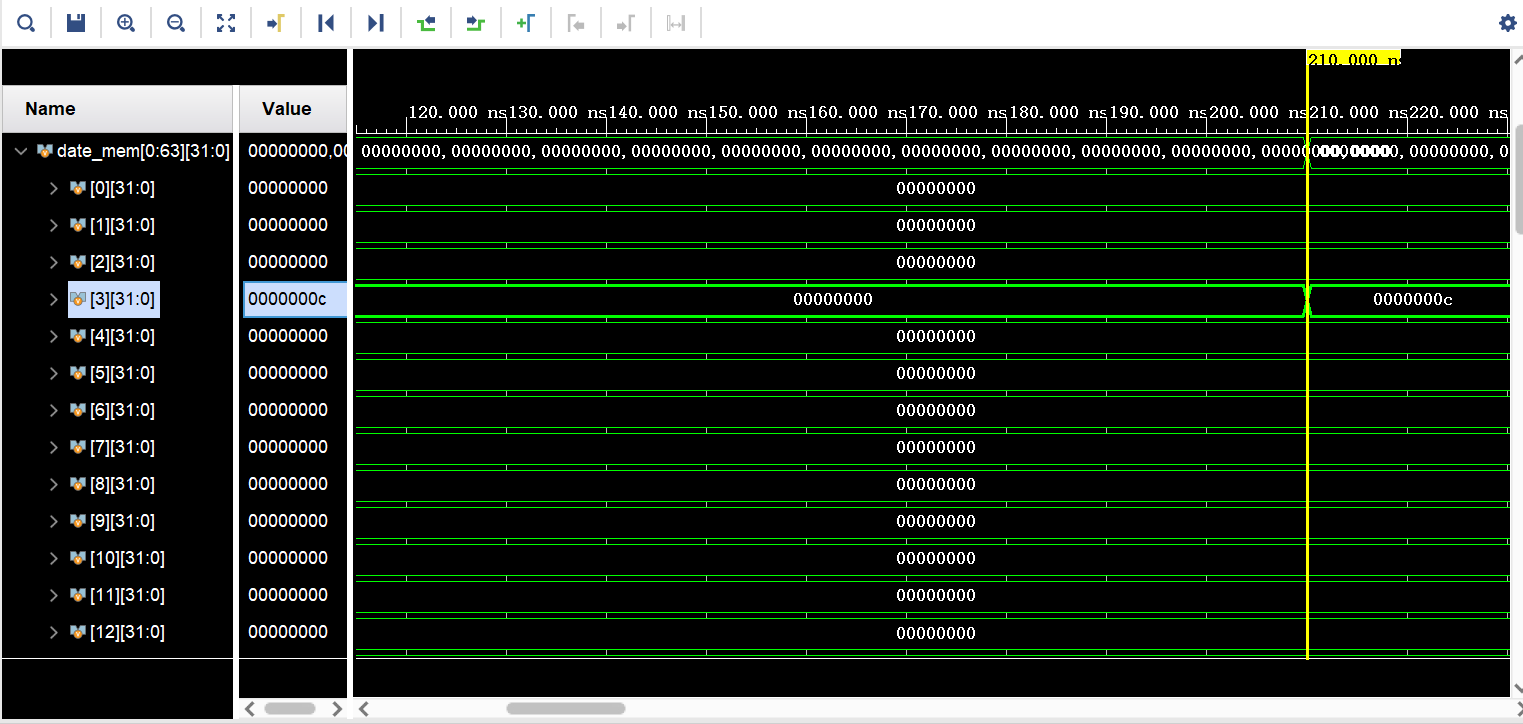 210.000 ns
120.000 ns 130.000 ns 140.000 ns 150.000 ns 160.000 ns 170.000 ns 180.000 ns 190.000 ns 200.000 ns 210.000 ns 220.000 ns
Name Value
date_mem[0:63][31:0] 00000000,00 00000000,00000000,00000000,00000000,00000000,00000000,00000000,00000000,00000000,00000000,
[0][31:0] 00000000 00000000
[1][31:0] 00000000 00000000
[2][31:0] 00000000 00000000
[3][31:0] 0000000c 00000000 0000000c
[4][31:0] 00000000 00000000
[5][31:0] 00000000 00000000
[6][31:0] 00000000 00000000
[7][31:0] 00000000 00000000
[8][31:0] 00000000 00000000
[9][31:0] 00000000 00000000
[10][31:0] 00000000 00000000
[11][31:0] 00000000 00000000
[12][31:0] 00000000 00000000